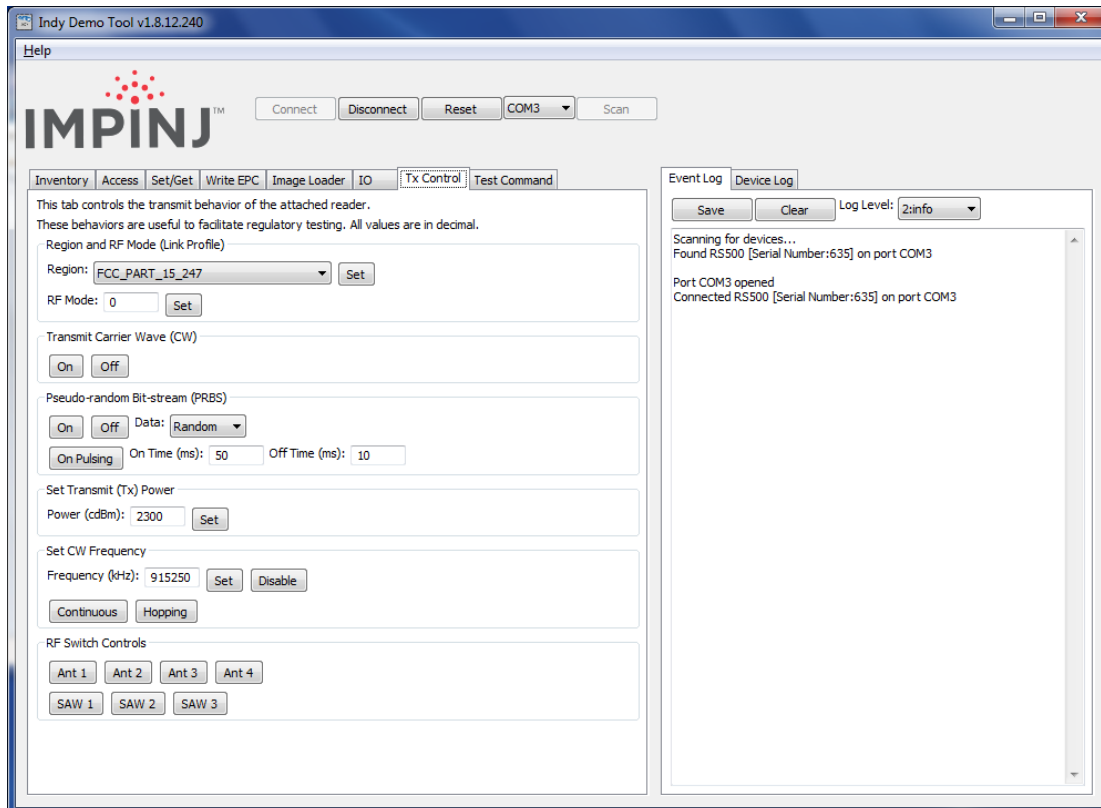 Indy Demo Tool v1.8.12.240
Help
IMPINJ™
Connect Disconnect Reset COM3 Scan
Inventory Access Set/Get Write EPC Image Loader IO Tx Control Test Command
This tab controls the transmit behavior of the attached reader.
These behaviors are useful to facilitate regulatory testing. All values are in decimal.
Region and RF Mode (Link Profile)
Region: FCC_PART_15_247 Set
RF Mode: 0 Set
Transmit Carrier Wave (CW)
On Off
Pseudo-random Bit-stream (PRBS)
On Off Data: Random
On Pulsing On Time (ms): 50 Off Time (ms): 10
Set Transmit (Tx) Power
Power (cdBm): 2300 Set
Set CW Frequency
Frequency (kHz): 915250 Set Disable
Continuous Hopping
RF Switch Controls
Ant 1 Ant 2 Ant 3 Ant 4
SAW 1 SAW 2 SAW 3
Event Log Device Log
Save Clear Log Level: 2:info
Scanning for devices...
Found RS500 [Serial Number:635] on port COM3
Port COM3 opened
Connected RS500 [Serial Number:635] on port COM3